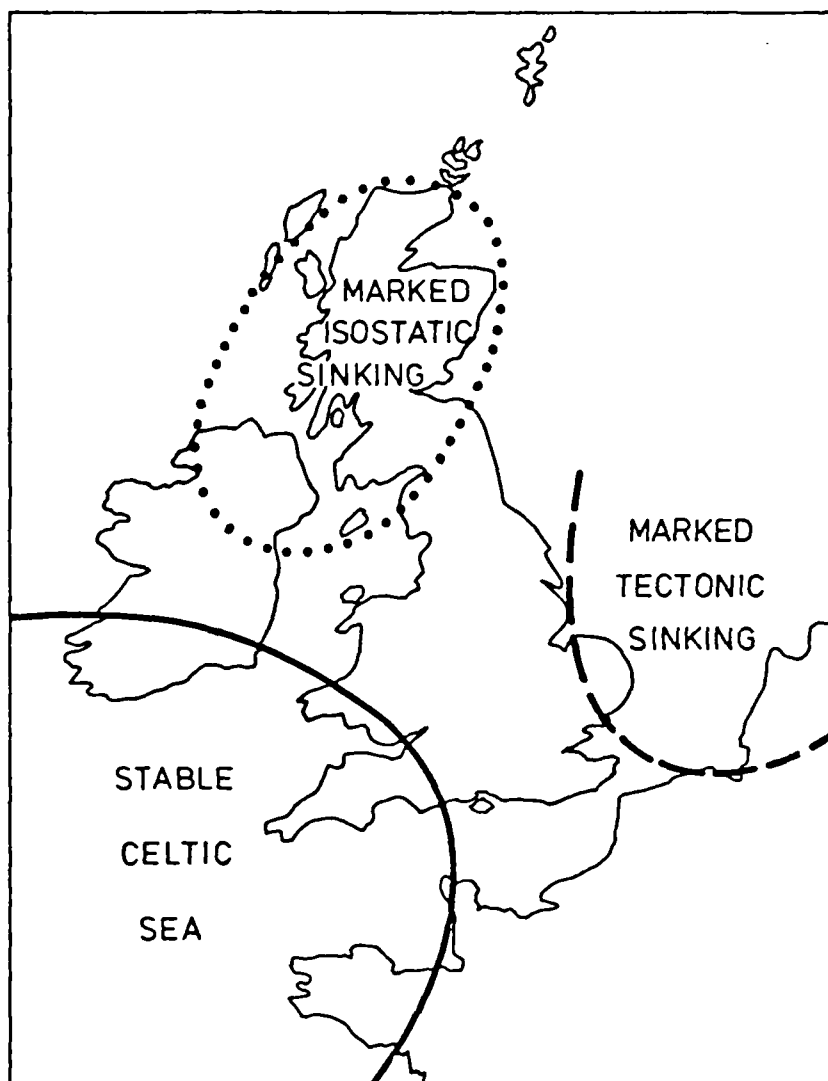 MARKED
ISOSTATIC
SINKING
MARKED
TECTONIC
SINKING
STABLE
CELTIC
SEA